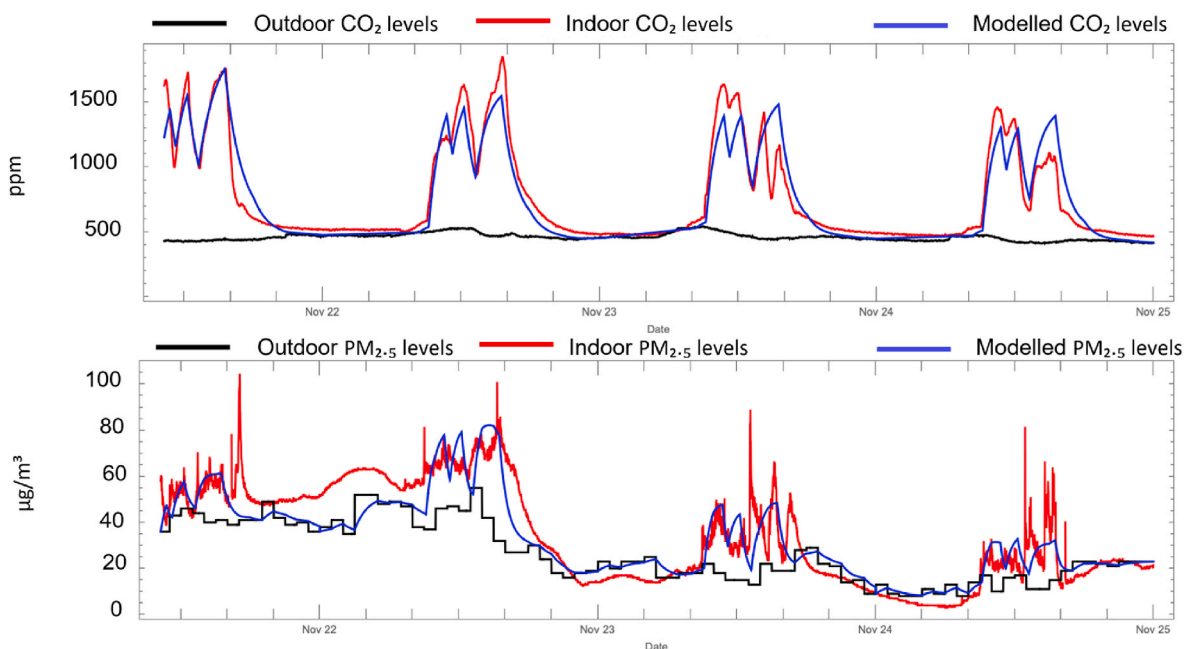 Outdoor CO₂ levels Indoor CO₂ levels Modelled CO₂ levels
1500
1000
500
ppm
Nov 22 Nov 23 Nov 24 Nov 25
Date
Outdoor PM₂.₅ levels Indoor PM₂.₅ levels Modelled PM₂.₅ levels
100
80
60
40
20
0
µg/m³
Nov 22 Nov 23 Nov 24 Nov 25
Date